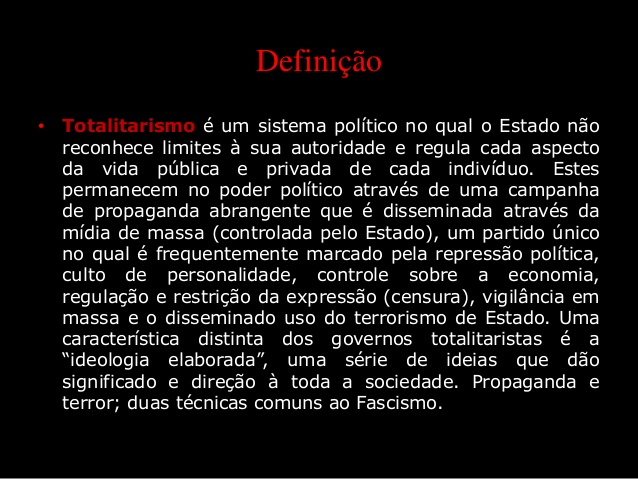 Definição
• Totalitarismo é um sistema político no qual o Estado não
reconhece limites à sua autoridade e regula cada aspecto
da vida pública e privada de cada indivíduo. Estes
permanecem no poder político através de uma campanha
de propaganda abrangente que é disseminada através da
mídia de massa (controlada pelo Estado), um partido único
no qual é frequentemente marcado pela repressão política,
culto de personalidade, controle sobre a economia,
regulação e restrição da expressão (censura), vigilância em
massa e o disseminado uso do terrorismo de Estado. Uma
característica distinta dos governos totalitaristas é a
“ideologia elaborada”, uma série de ideias que dão
significado e direção à toda a sociedade. Propaganda e
terror; duas técnicas comuns ao Fascismo.